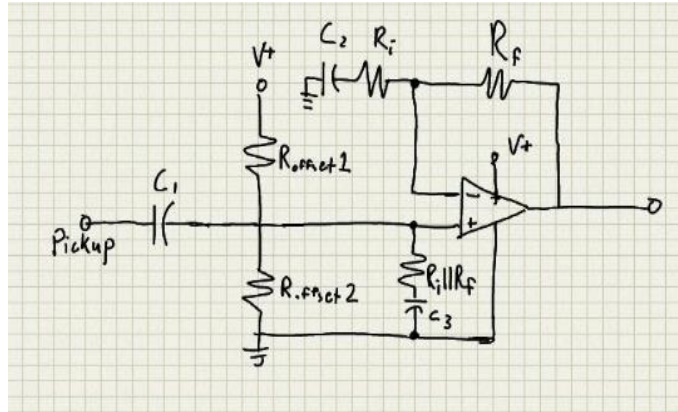 C2 Ri Rf
V+
Roffset1
V+
C1
- +
+
Pickup
Ri||Rf
Roffset2
C3